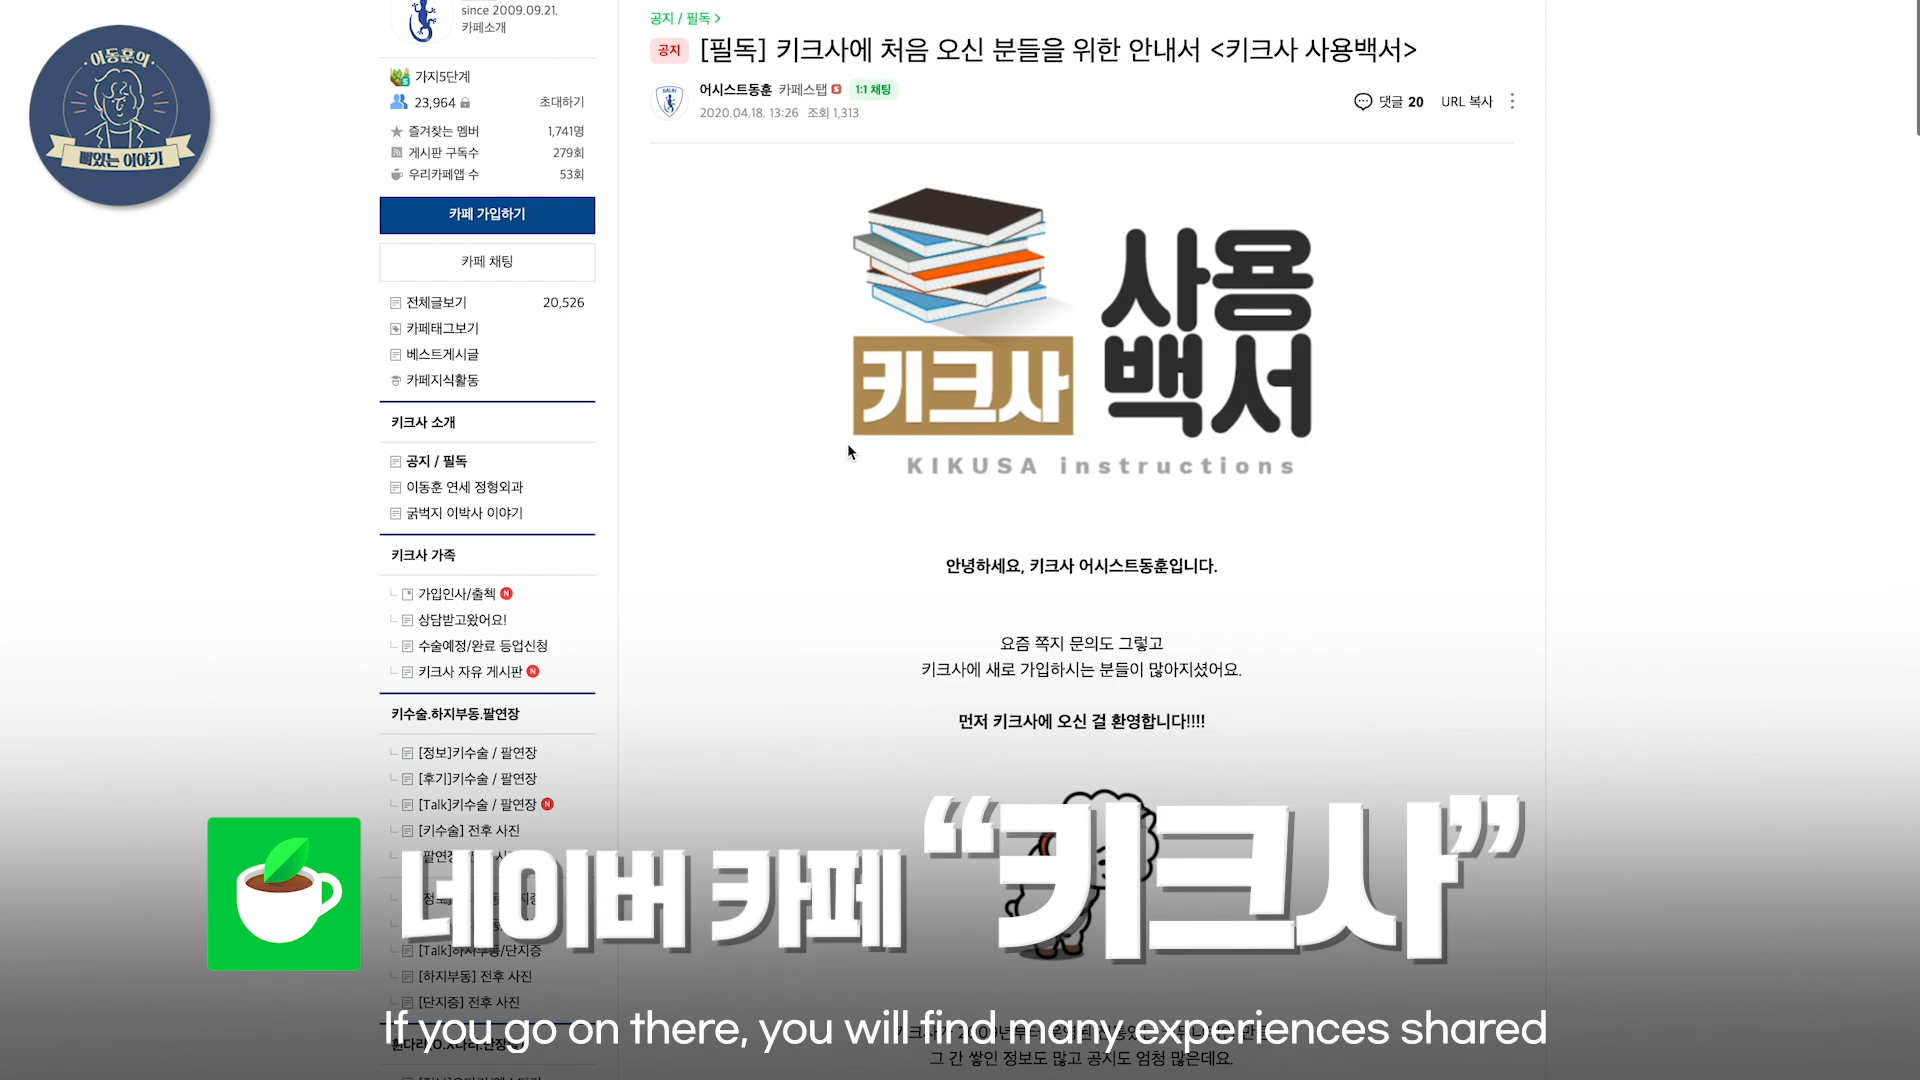 이동훈의
뼈있는 이야기
since 2009.09.21.
카페소개
가지5단계
23,964
초대하기
즐겨찾는 멤버 1,741명
게시판 구독수 279회
우리카페앱 수 53회
카페 가입하기
카페 채팅
전체글보기 20,526
카페태그보기
베스트게시글
카페지식활동
키크사 소개
공지 / 필독
이동훈 연세 정형외과
굵벅지 이박사 이야기
키크사 가족
가입인사/출첵 N
상담받고왔어요!
수술예정/완료 등업신청
키크사 자유 게시판 N
키수술.하지부동.팔연장
[정보]키수술 / 팔연장
[후기]키수술 / 팔연장
[Talk]키수술 / 팔연장 N
[키수술] 전후 사진
[Talk]하지부동/단지증
[하지부동] 전후 사진
[단지증] 전후 사진
공지 / 필독 >
공지 [필독] 키크사에 처음 오신 분들을 위한 안내서 <키크사 사용백서>
어시스트동훈 카페스탭 1:1 채팅
2020.04.18. 13:26 조회 1,313
댓글 20 URL 복사
키크사
사용
백서
KIKUSA instructions
안녕하세요, 키크사 어시스트동훈입니다.
요즘 쪽지 문의도 그렇고
키크사에 새로 가입하시는 분들이 많아지셨어요.
먼저 키크사에 오신 걸 환영합니다!!!!
네이버 카페 “키크사”
If you go on there, you will find many experiences shared
그 간 쌓인 정보도 많고 공지도 엄청 많은데요.